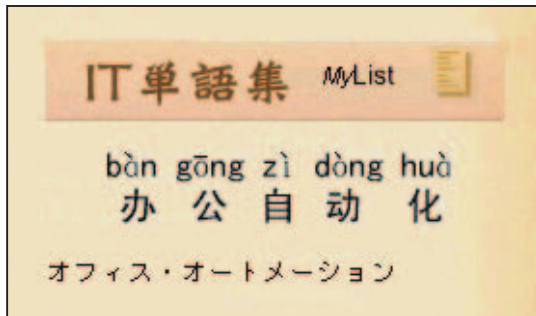 IT単語集 MyList
bàn gōng zì dòng huà
办 公 自 动 化
オフィス・オートメーション